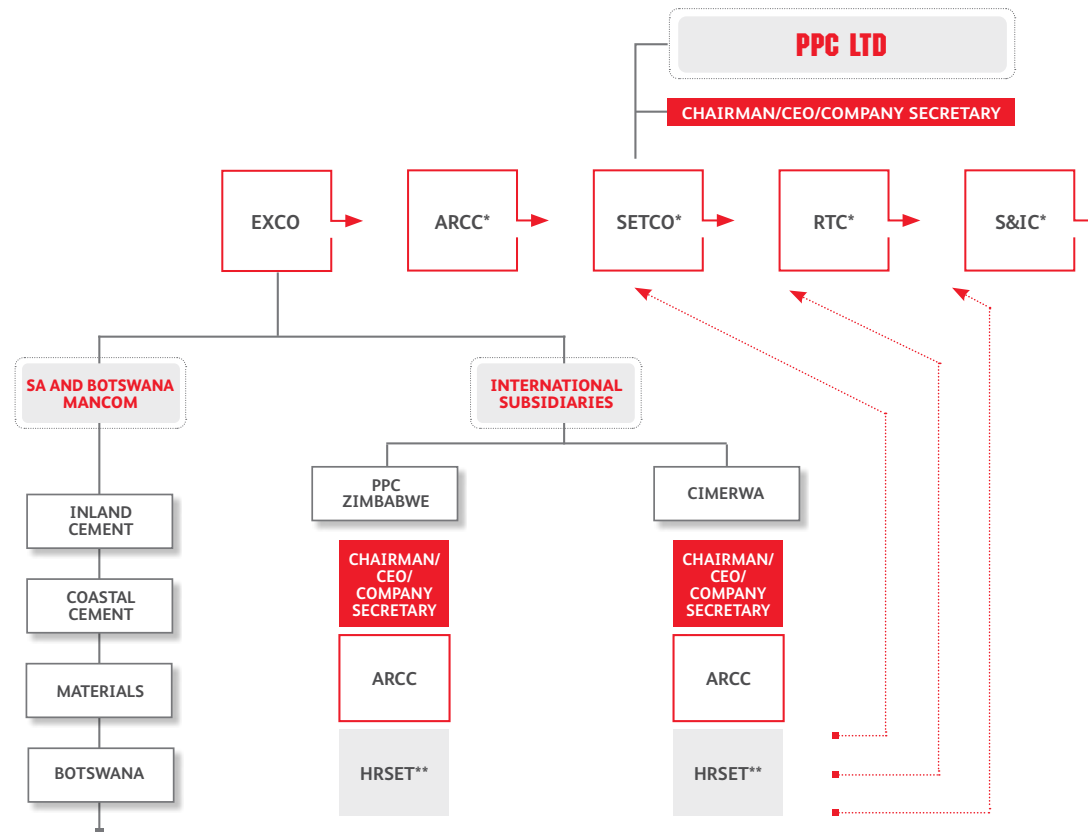 PPC LTD
CHAIRMAN/CEO/COMPANY SECRETARY
EXCO
ARCC*
SETCO*
RTC*
S&IC*
SA AND BOTSWANA
MANCOM
INTERNATIONAL
SUBSIDIARIES
INLAND
CEMENT
COASTAL
CEMENT
MATERIALS
BOTSWANA
PPC
ZIMBABWE
CHAIRMAN/
CEO/
COMPANY
SECRETARY
ARCC
HRSET**
CIMERWA
CHAIRMAN/
CEO/
COMPANY
SECRETARY
ARCC
HRSET**